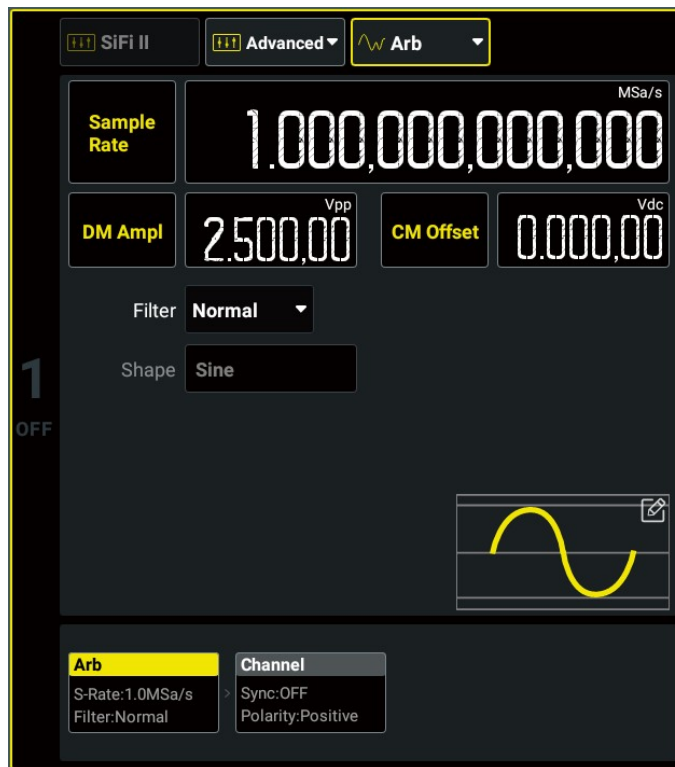 SiFi II
Advanced
Arb
Sample
Rate
MSa/s
1.000,000,000,000
DM Ampl
Vpp
2.500,00
CM Offset
Vdc
0.000,00
Filter
Normal
Shape
Sine
1
OFF
Arb
S-Rate:1.0MSa/s
Filter:Normal
>
Channel
Sync:OFF
Polarity:Positive